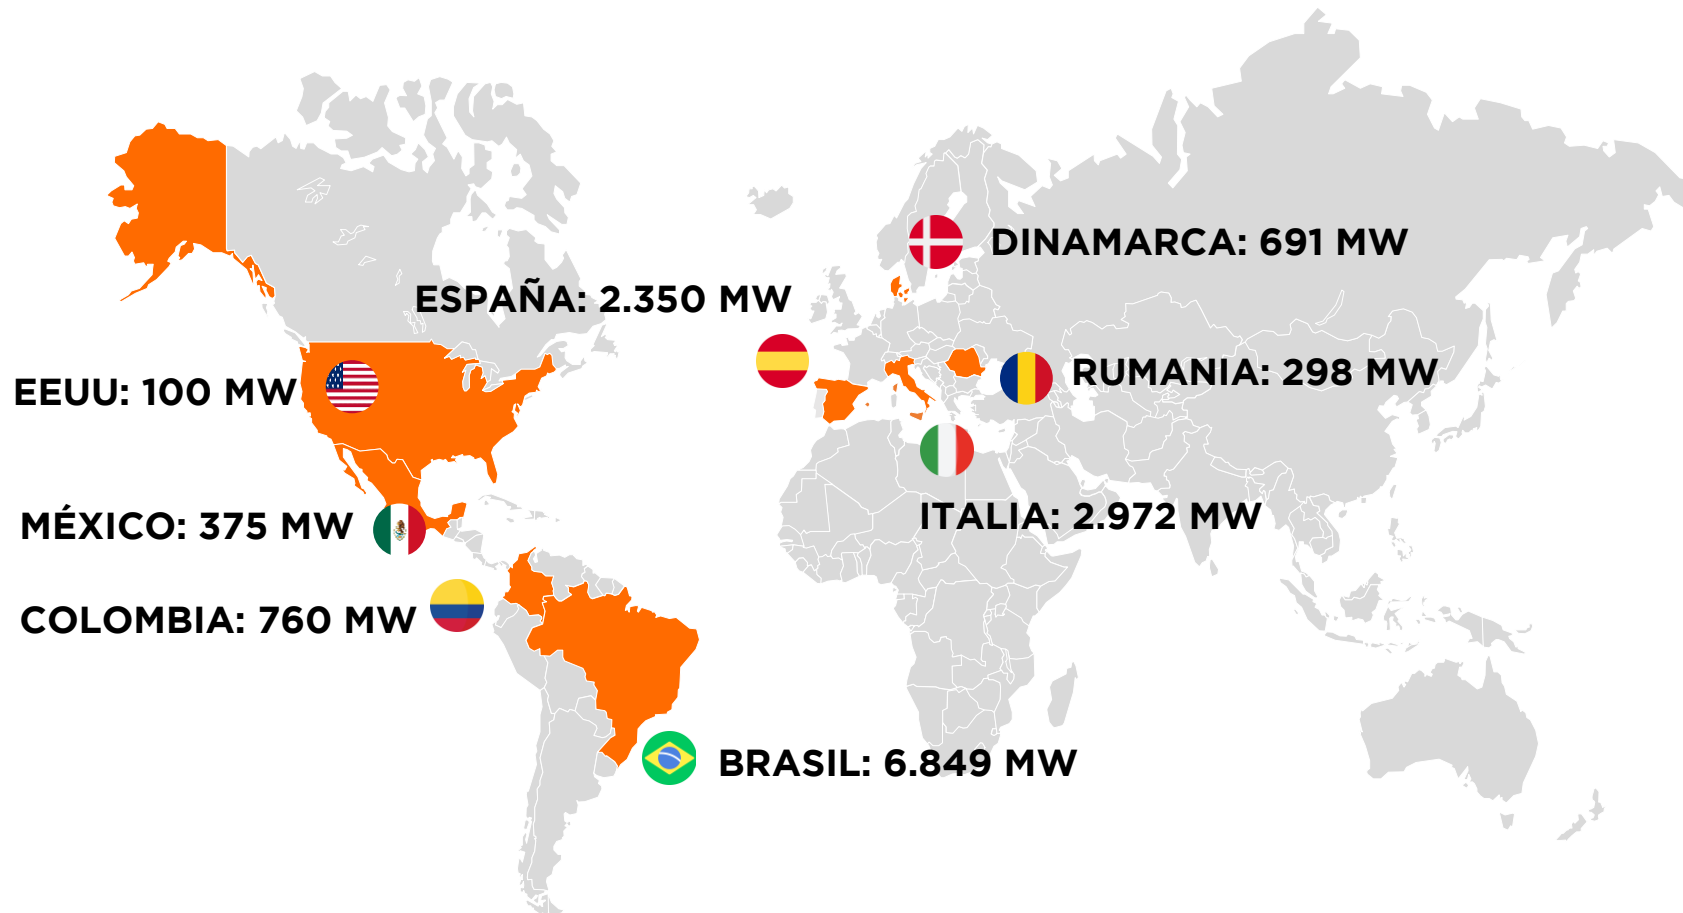 DINAMARCA: 691 MW
ESPAÑA: 2.350 MW
RUMANIA: 298 MW
EEUU: 100 MW
ITALIA: 2.972 MW
MÉXICO: 375 MW
COLOMBIA: 760 MW
BRASIL: 6.849 MW